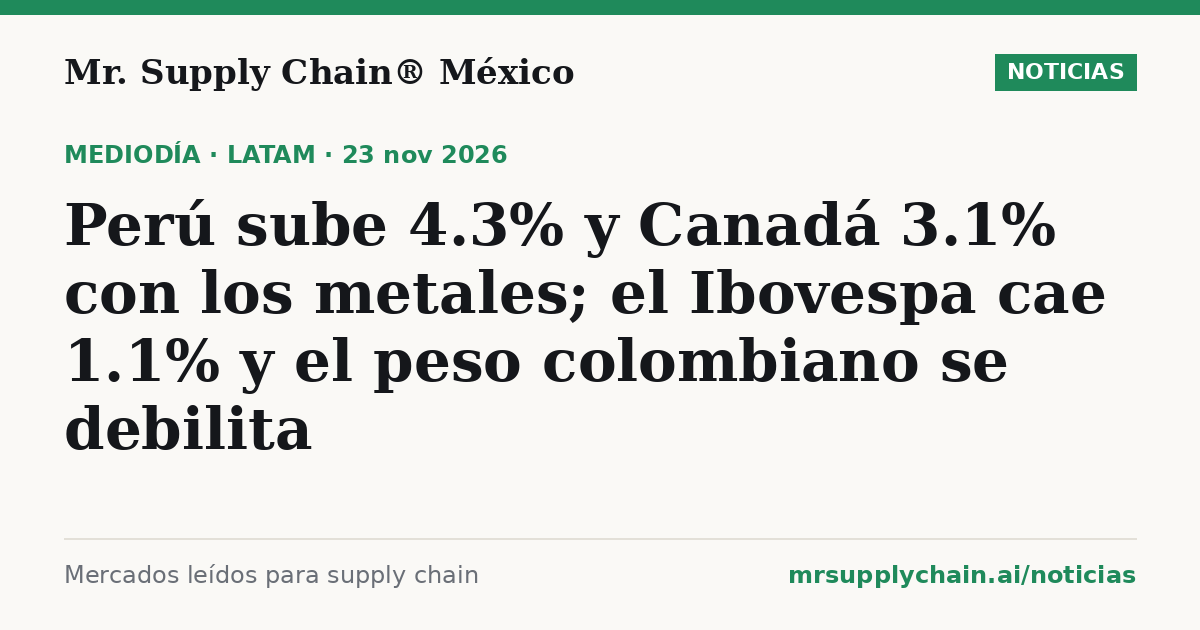 Mr. Supply Chain® México
NOTICIAS
MEDIODÍA · LATAM · 23 nov 2026
Perú sube 4.3% y Canadá 3.1%
con los metales; el Ibovespa cae
1.1% y el peso colombiano se
debilita
Mercados leídos para supply chain
mrsupplychain.ai/noticias